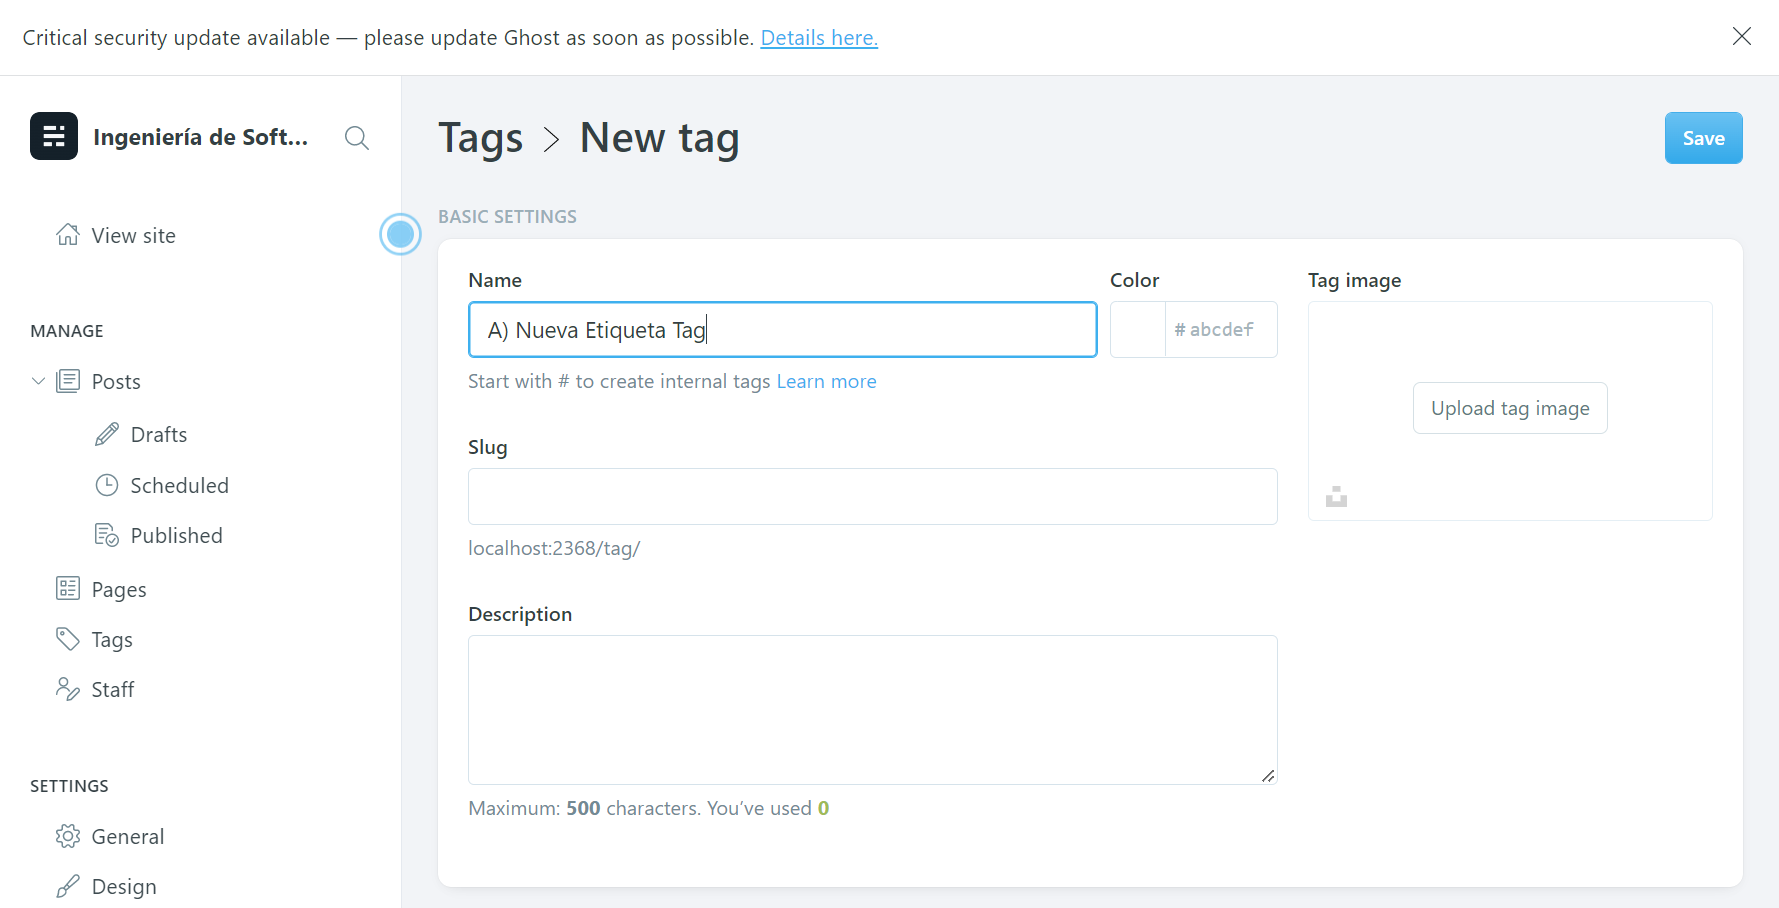 Critical security update available — please update Ghost as soon as possible. Details here.
Ingeniería de Soft...
View site
MANAGE
Posts
Drafts
Scheduled
Published
Pages
Tags
Staff
SETTINGS
General
Design
Tags > New tag
Save
BASIC SETTINGS
Name
A) Nueva Etiqueta Tag
Start with # to create internal tags Learn more
Color
# abcdef
Tag image
Upload tag image
Slug
localhost:2368/tag/
Description
Maximum: 500 characters. You’ve used 0